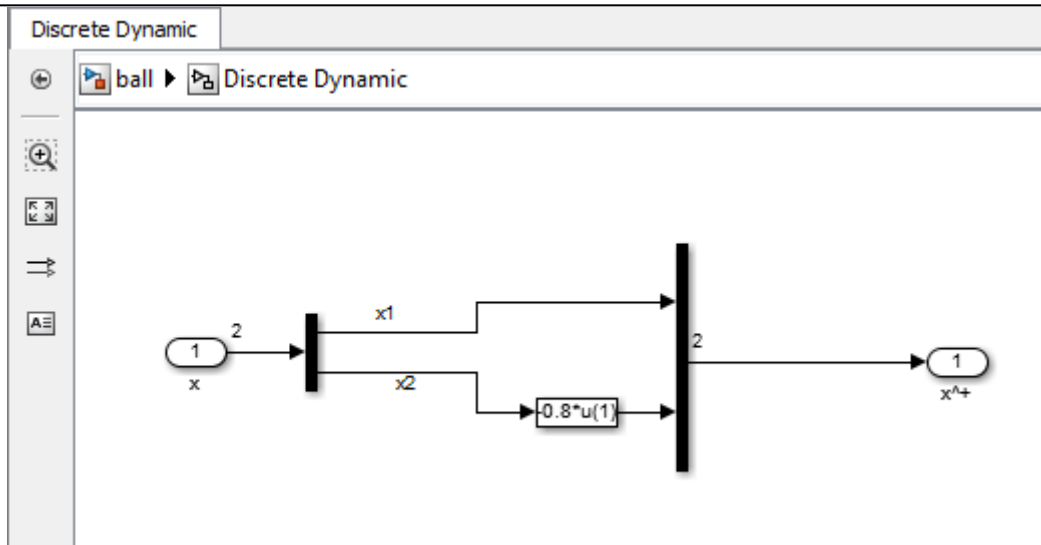 Discrete Dynamic
ball Discrete Dynamic
x1
2
1
x
x2
-0.8*u(1)
2
1
x^+